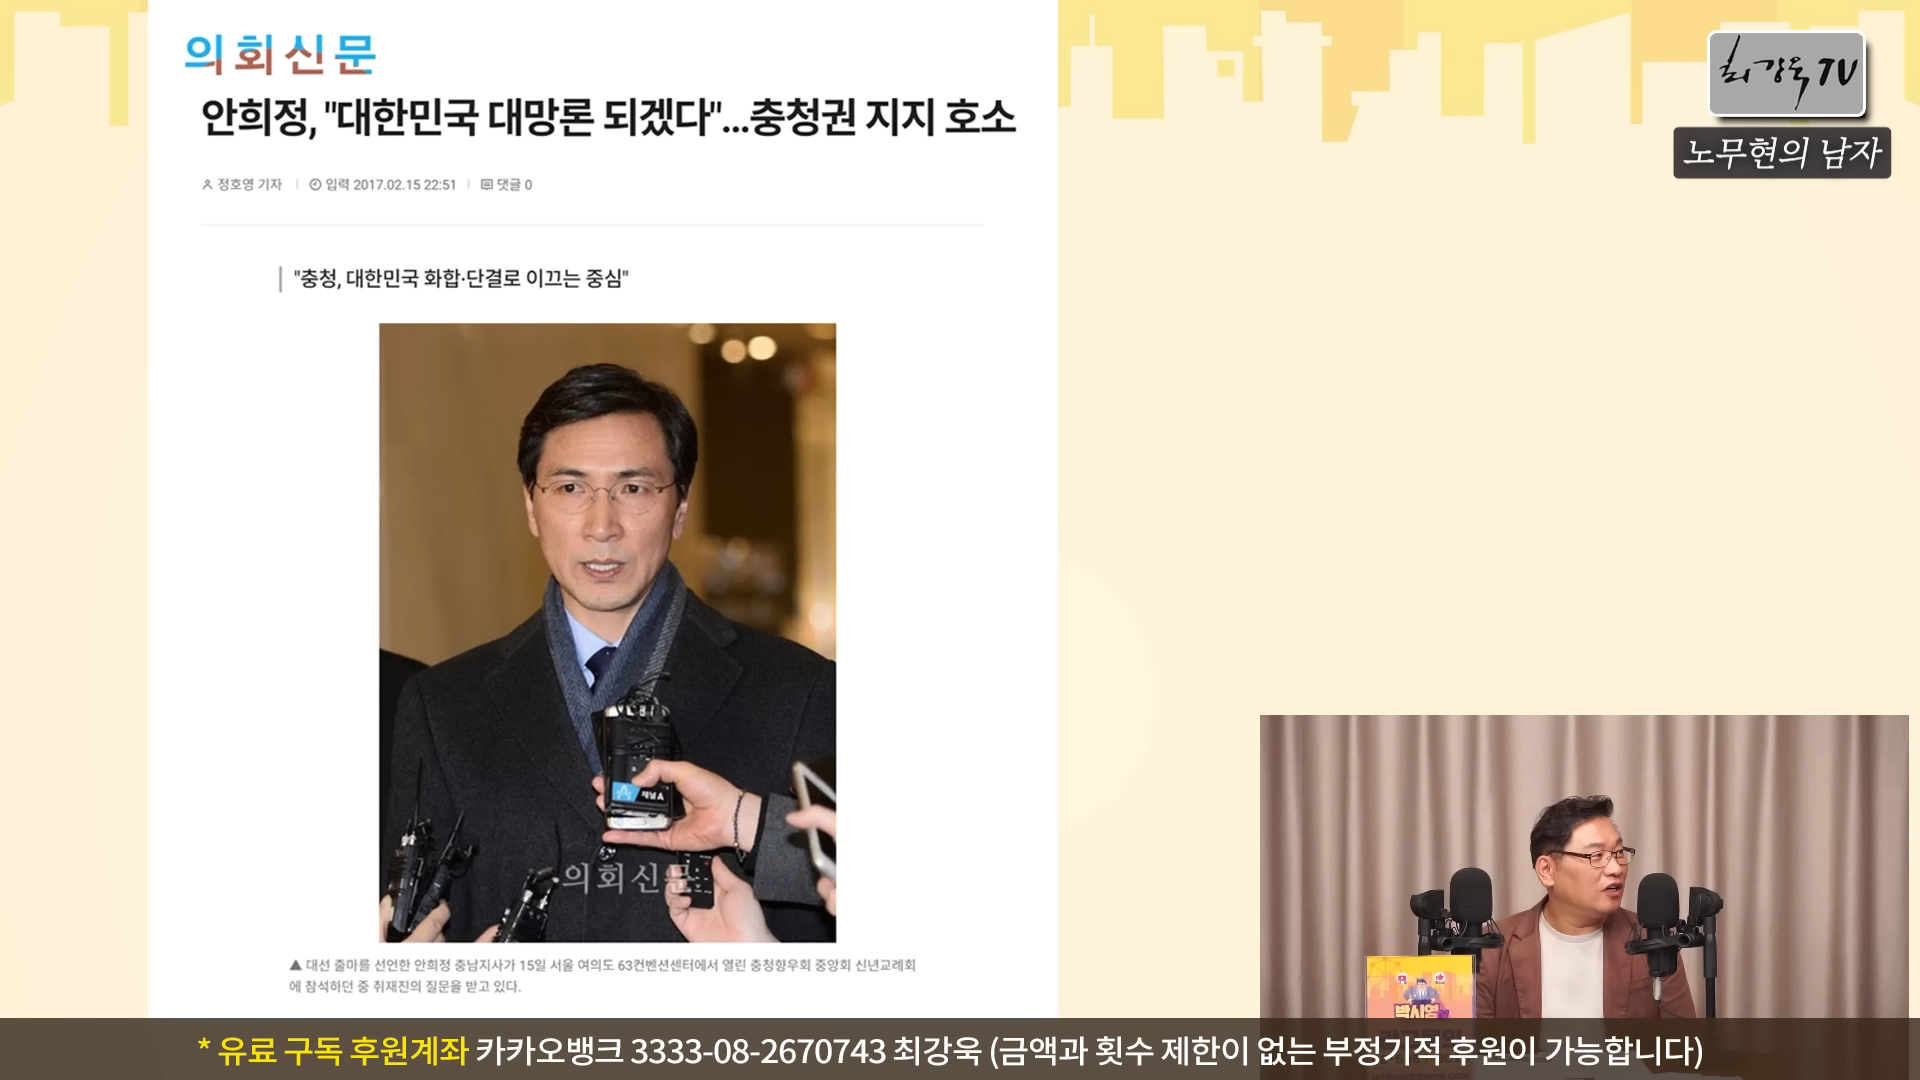 의회신문
안희정, "대한민국 대망론 되겠다"...충청권 지지 호소
정호영 기자
입력 2017.02.15 22:51
댓글 0
"충청, 대한민국 화합·단결로 이끄는 중심"
채널A
의회신문
▲ 대선 출마를 선언한 안희정 충남지사가 15일 서울 여의도 63컨벤션센터에서 열린 충청향우회 중앙회 신년교례회
에 참석하던 중 취재진의 질문을 받고 있다.
최강욱TV
노무현의 남자
박시영
* 유료 구독 후원계좌 카카오뱅크 3333-08-2670743 최강욱 (금액과 횟수 제한이 없는 부정기적 후원이 가능합니다)